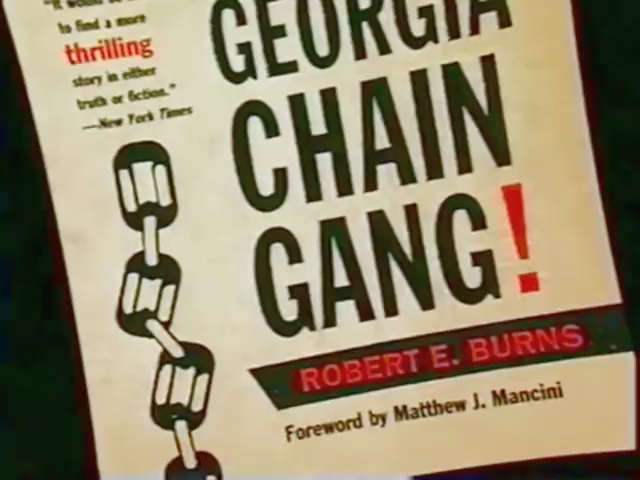 to find a more
thrilling
story in either
truth or fiction."
—New York Times
GEORGIA
CHAIN
GANG!
ROBERT E. BURNS
Foreword by Matthew J. Mancini